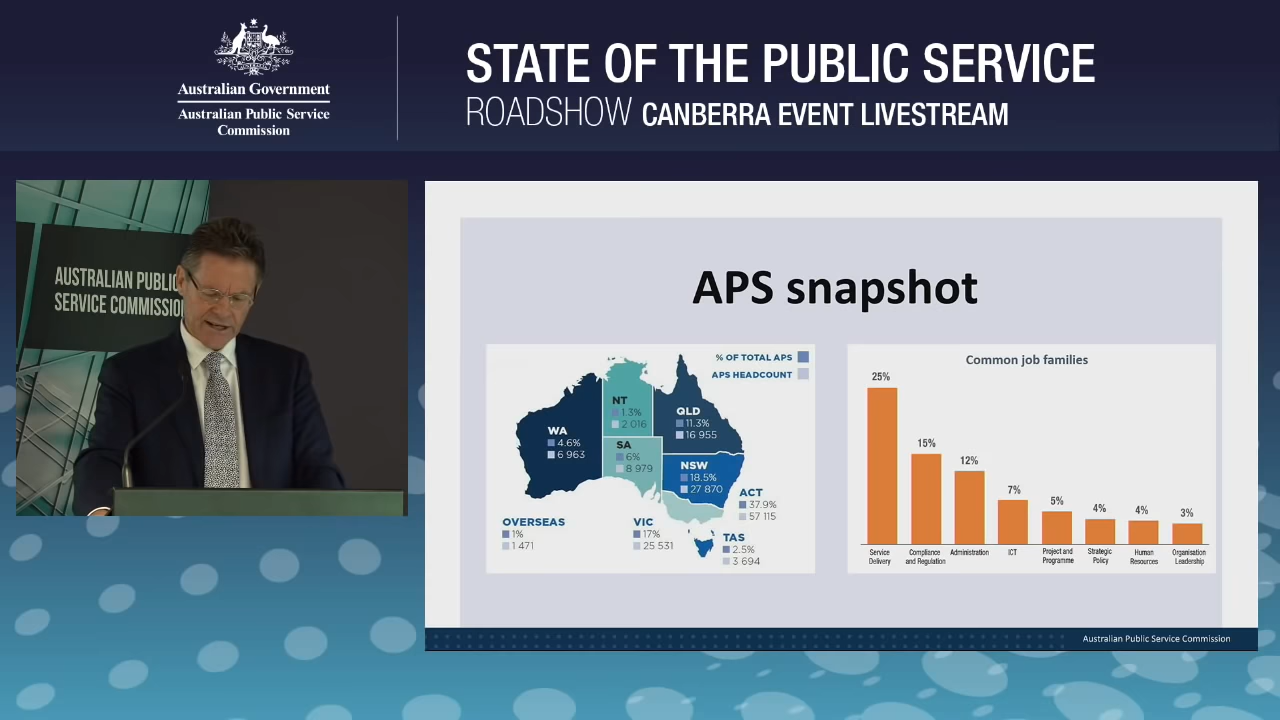 Australian Government
Australian Public Service
Commission
STATE OF THE PUBLIC SERVICE
ROADSHOW CANBERRA EVENT LIVESTREAM
AUSTRALIAN PUBLIC
SERVICE COMMISSION
APS snapshot
% OF TOTAL APS
APS HEADCOUNT
NT
1.3%
2 016
QLD
11.3%
16 955
WA
4.6%
6 963
SA
6%
8 979
NSW
18.5%
27 870
ACT
37.9%
57 115
OVERSEAS
1%
1 471
VIC
17%
25 531
TAS
2.5%
3 694
Common job families
25%
15%
12%
7%
5%
4%
4%
3%
Service
Delivery
Compliance
and Regulation
Administration
ICT
Project and
Programme
Strategic
Policy
Human
Resources
Organisation
Leadership
Australian Public Service Commission